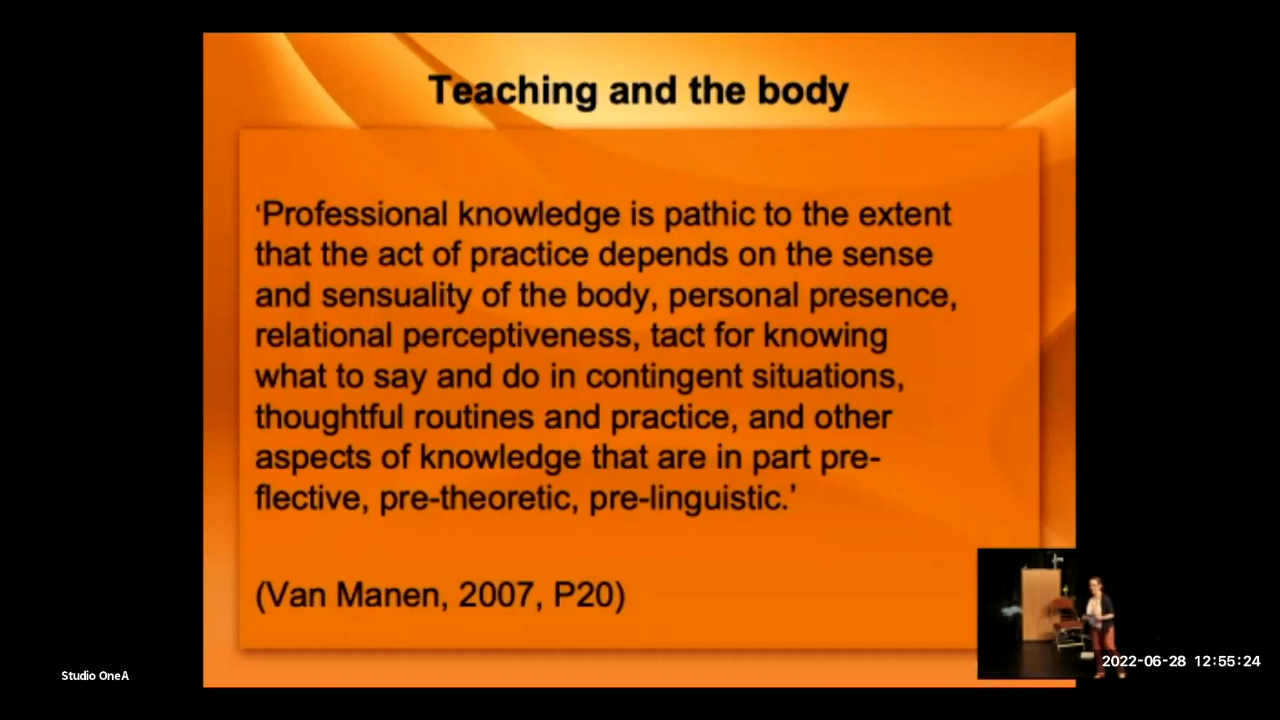 Teaching and the body
‘Professional knowledge is pathic to the extent
that the act of practice depends on the sense
and sensuality of the body, personal presence,
relational perceptiveness, tact for knowing
what to say and do in contingent situations,
thoughtful routines and practice, and other
aspects of knowledge that are in part pre-
flective, pre-theoretic, pre-linguistic.’
(Van Manen, 2007, P20)
Studio OneA
2022-06-28 12:55:24